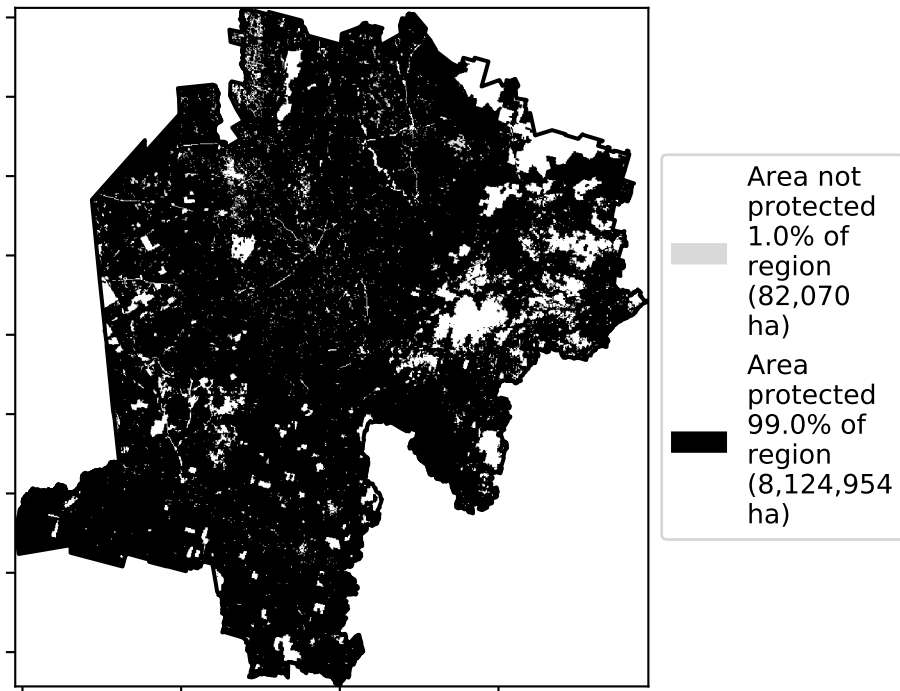 Area not
protected
1.0% of
region
(82,070
ha)
Area
protected
99.0% of
region
(8,124,954
ha)